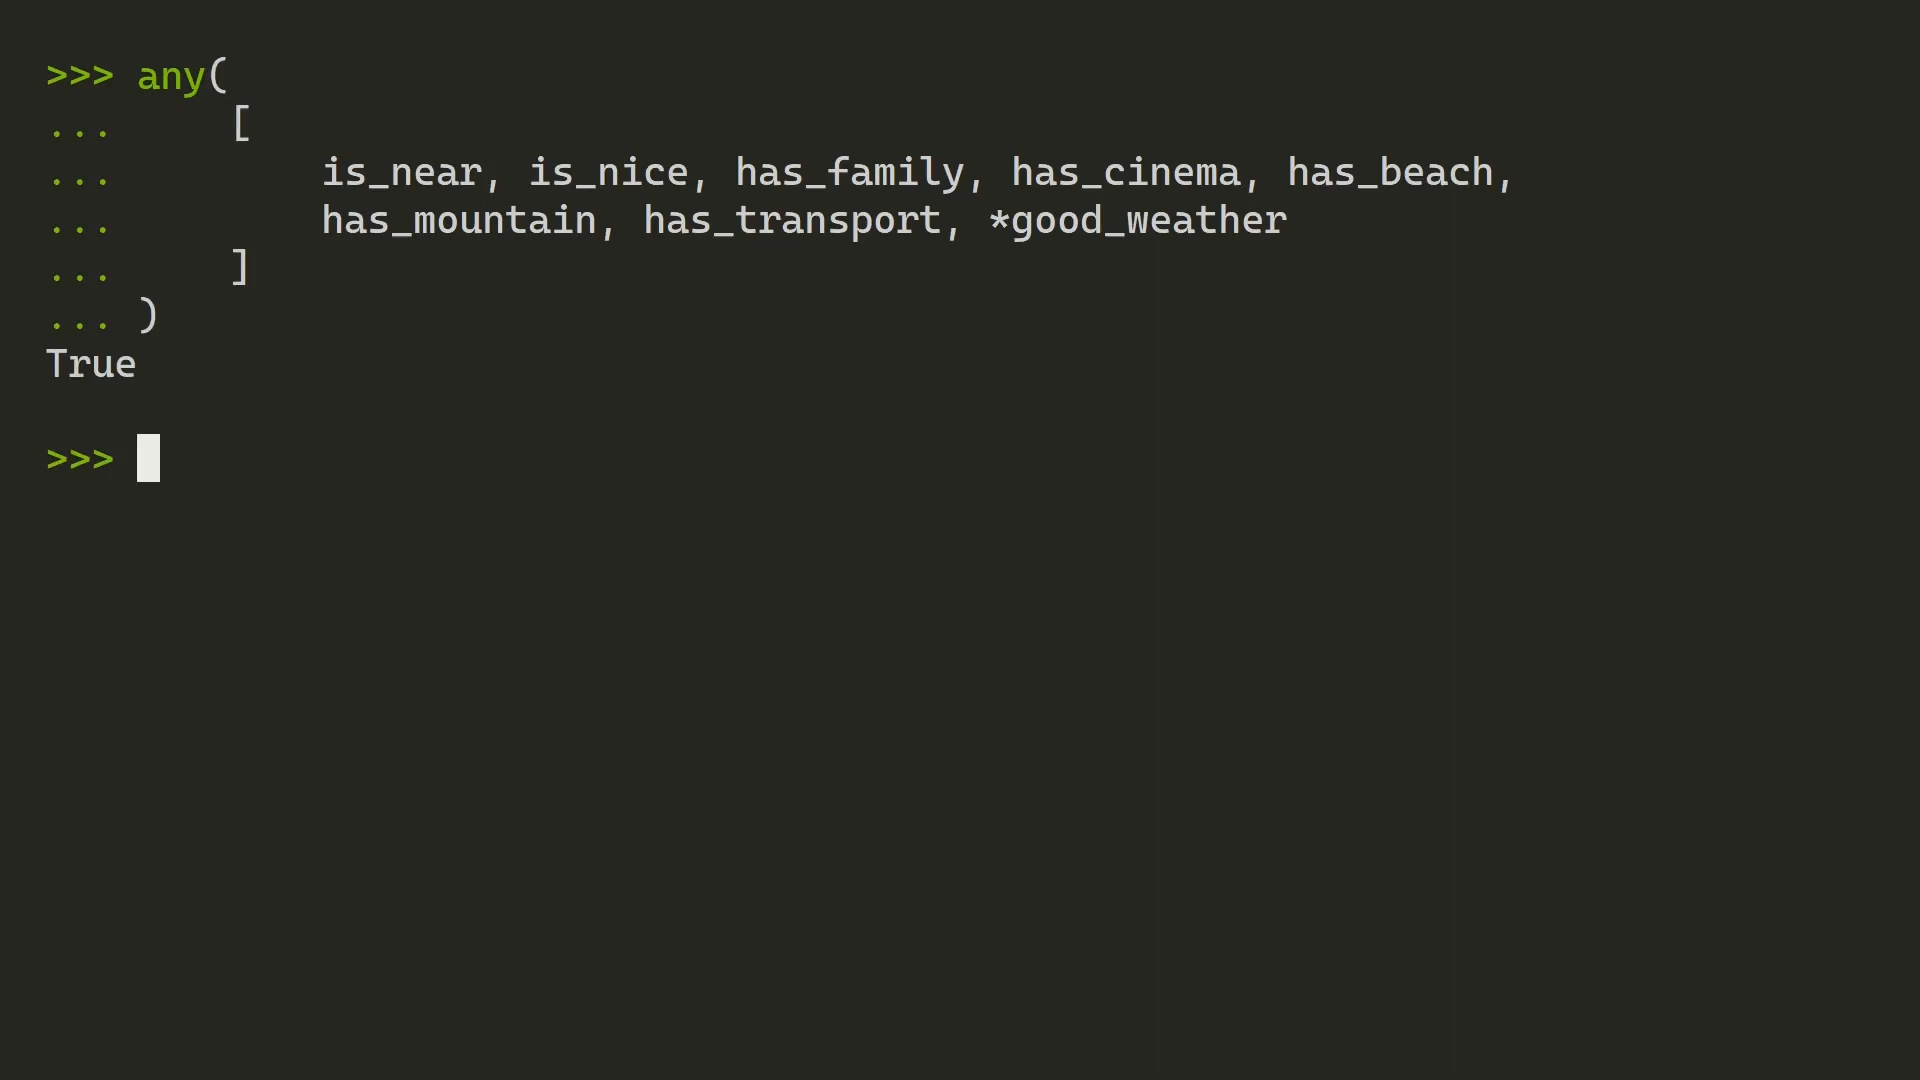 >>> any(
...     [
...         is_near, is_nice, has_family, has_cinema, has_beach,
...         has_mountain, has_transport, *good_weather
...     ]
... )
True
>>>